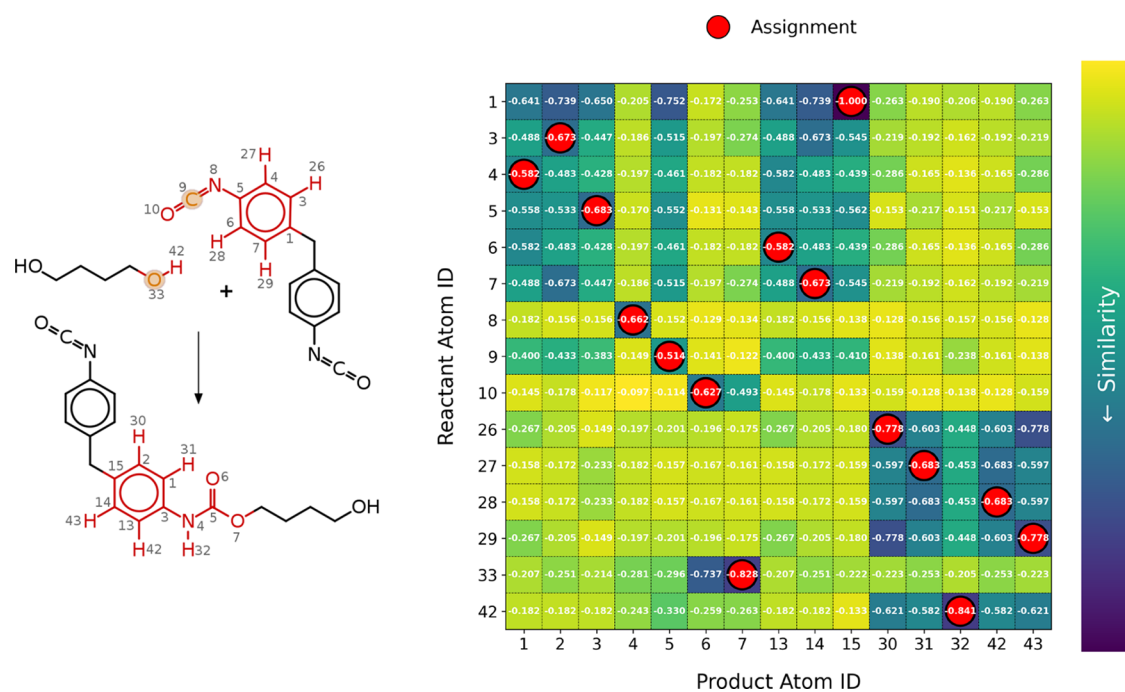 Assignment
27
H
26
H
8
N
9
C
10
O
5
4
3
6
7
1
H
28
H
29
42
H
HO
O
33
+
N
C
O
O
C
N
30
H
31
H
15
2
1
14
3
13
H
43
H
42
O
6
N
4
5
O
7
H
32
OH
Reactant Atom ID
1 -0.641 -0.739 -0.650 -0.205 -0.752 -0.172 -0.253 -0.641 -0.739 -1.000 -0.263 -0.190 -0.206 -0.190 -0.263
3 -0.488 -0.673 -0.447 -0.186 -0.515 -0.197 -0.274 -0.488 -0.673 -0.545 -0.219 -0.192 -0.162 -0.192 -0.219
4 -0.582 -0.483 -0.428 -0.197 -0.461 -0.182 -0.182 -0.582 -0.483 -0.439 -0.286 -0.165 -0.136 -0.165 -0.286
5 -0.558 -0.533 -0.683 -0.170 -0.552 -0.131 -0.143 -0.558 -0.533 -0.562 -0.153 -0.217 -0.151 -0.217 -0.153
6 -0.582 -0.483 -0.428 -0.197 -0.461 -0.182 -0.182 -0.582 -0.483 -0.439 -0.286 -0.165 -0.136 -0.165 -0.286
7 -0.488 -0.673 -0.447 -0.186 -0.515 -0.197 -0.274 -0.488 -0.673 -0.545 -0.219 -0.192 -0.162 -0.192 -0.219
8 -0.182 -0.156 -0.156 -0.662 -0.152 -0.129 -0.134 -0.182 -0.156 -0.138 -0.128 -0.156 -0.157 -0.156 -0.128
9 -0.400 -0.433 -0.383 -0.149 -0.514 -0.141 -0.122 -0.400 -0.433 -0.410 -0.138 -0.161 -0.238 -0.161 -0.138
10 -0.145 -0.178 -0.117 -0.097 -0.114 -0.627 -0.493 -0.145 -0.178 -0.133 -0.159 -0.128 -0.138 -0.128 -0.159
26 -0.267 -0.205 -0.149 -0.197 -0.201 -0.196 -0.175 -0.267 -0.205 -0.180 -0.778 -0.603 -0.448 -0.603 -0.778
27 -0.158 -0.172 -0.233 -0.182 -0.157 -0.167 -0.161 -0.158 -0.172 -0.159 -0.597 -0.683 -0.453 -0.683 -0.597
28 -0.158 -0.172 -0.233 -0.182 -0.157 -0.167 -0.161 -0.158 -0.172 -0.159 -0.597 -0.683 -0.453 -0.683 -0.597
29 -0.267 -0.205 -0.149 -0.197 -0.201 -0.196 -0.175 -0.267 -0.205 -0.180 -0.778 -0.603 -0.448 -0.603 -0.778
33 -0.207 -0.251 -0.214 -0.281 -0.296 -0.737 -0.828 -0.207 -0.251 -0.222 -0.223 -0.253 -0.205 -0.253 -0.223
42 -0.182 -0.182 -0.182 -0.243 -0.330 -0.259 -0.263 -0.182 -0.182 -0.133 -0.621 -0.582 -0.841 -0.582 -0.621
1 2 3 4 5 6 7 13 14 15 30 31 32 42 43
Product Atom ID
← Similarity